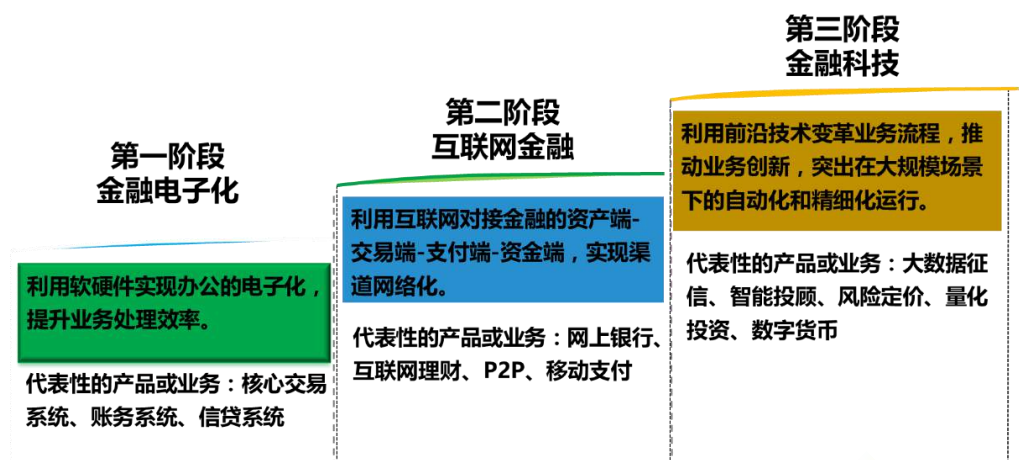 第一阶段
金融电子化
利用软硬件实现办公的电子化，
提升业务处理效率。
代表性的产品或业务：核心交易
系统、账务系统、信贷系统
第二阶段
互联网金融
利用互联网对接金融的资产端-
交易端-支付端-资金端，实现渠
道网络化。
代表性的产品或业务：网上银行、
互联网理财、P2P、移动支付
第三阶段
金融科技
利用前沿技术变革业务流程，推
动业务创新，突出在大规模场景
下的自动化和精细化运行。
代表性的产品或业务：大数据征
信、智能投顾、风险定价、量化
投资、数字货币